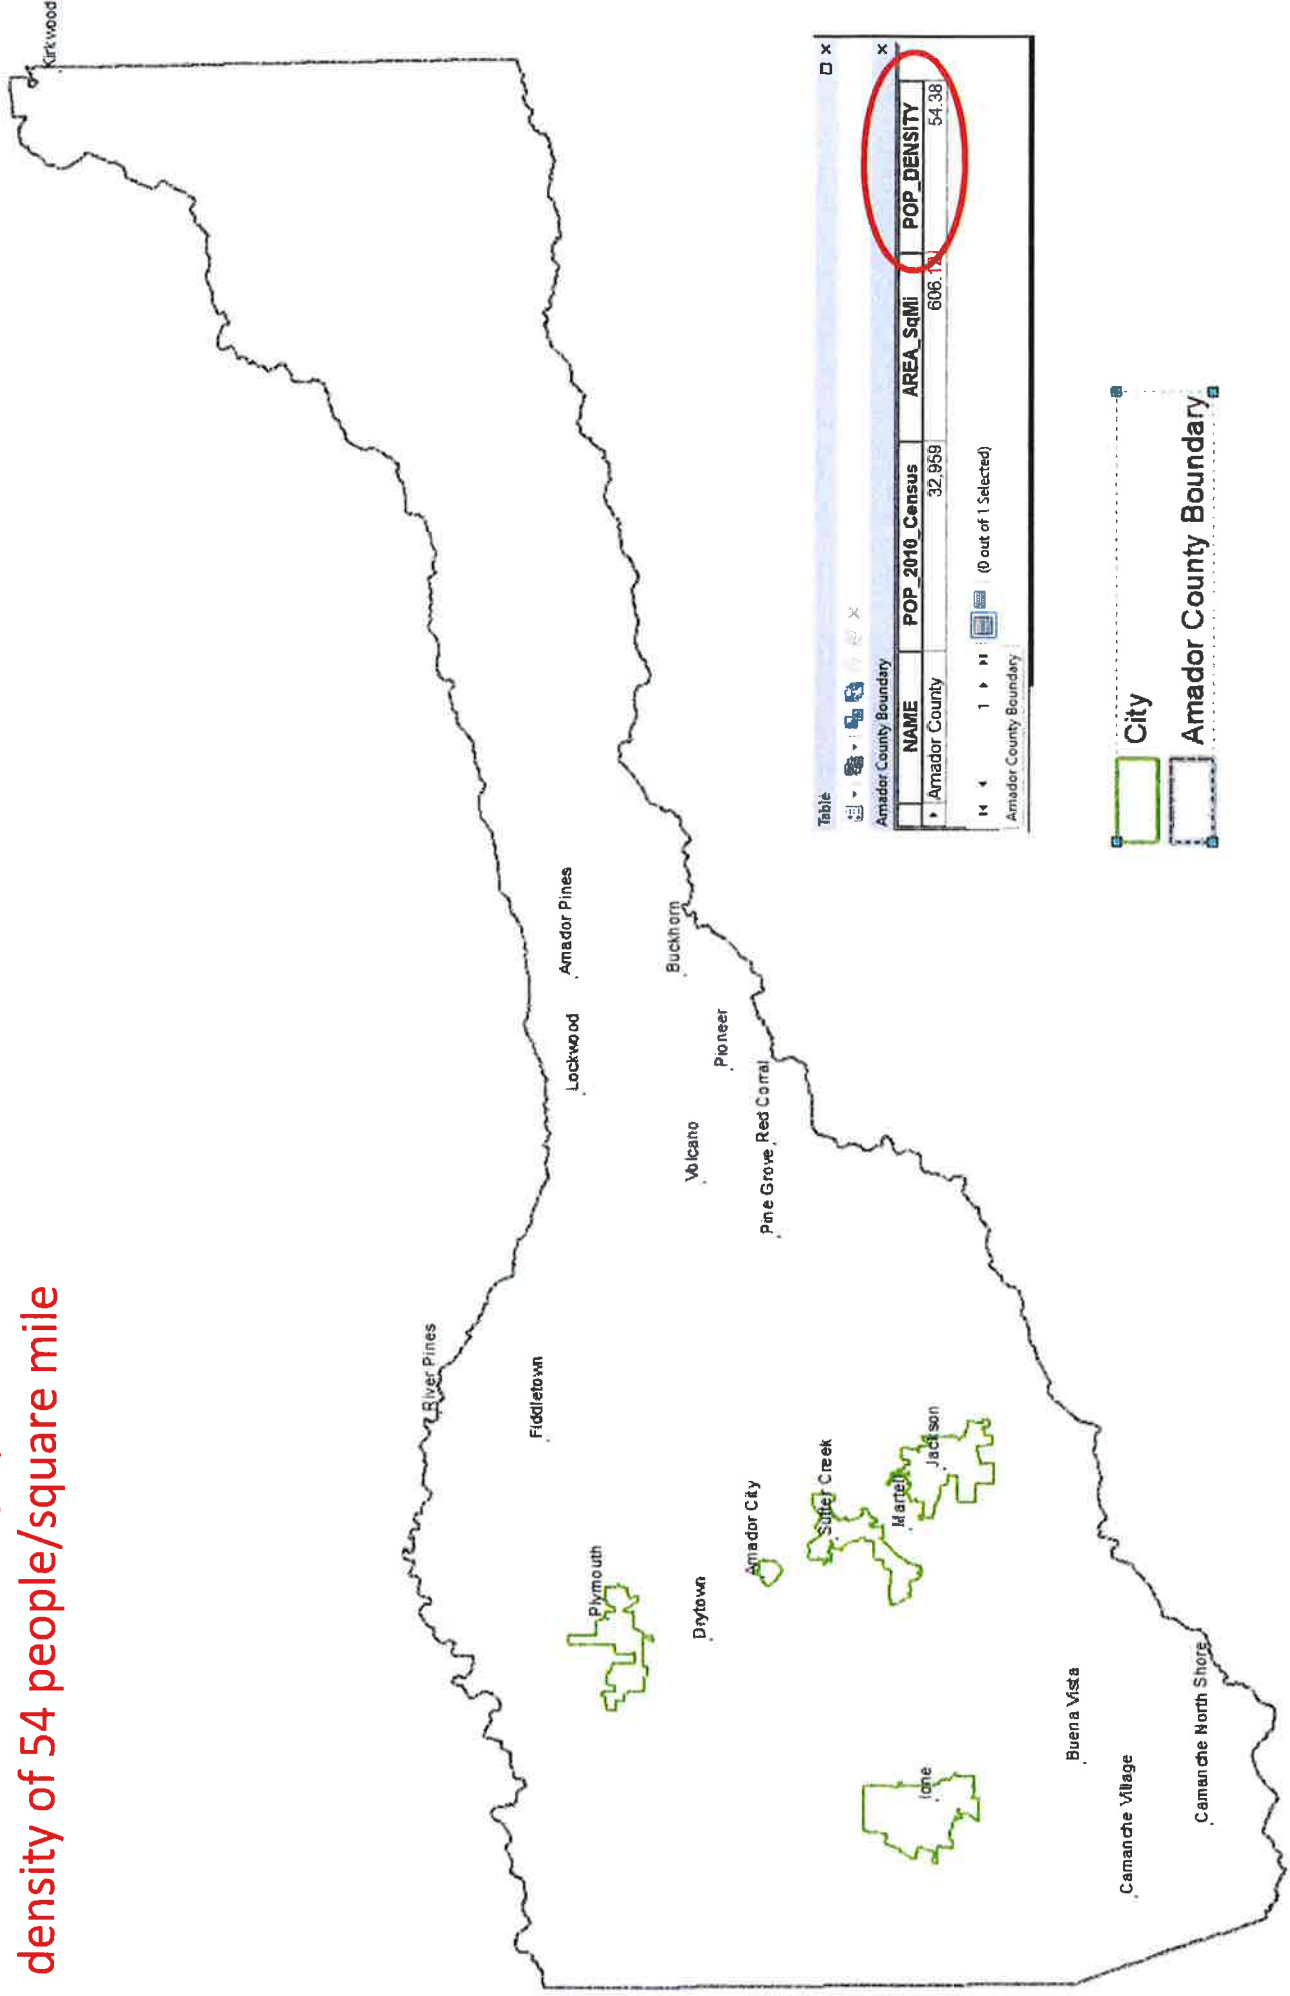 density of 54 people/square mile
Kirkwood
River Pines
Fiddletown
Amador Pines
Lockwood
Plymouth
Buckhorn
Volcano
Drytown
Pioneer
Amador City
Pine Grove
Red Corral
Sutter Creek
Martell
Jackson
Ione
Buena Vista
Camanche Village
Camanche North Shore
Table
Amador County Boundary
NAME POP_2010_Census AREA_SqMi POP_DENSITY
Amador County 32,959 606.12 54.38
1 (0 out of 1 Selected)
Amador County Boundary
City
Amador County Boundary